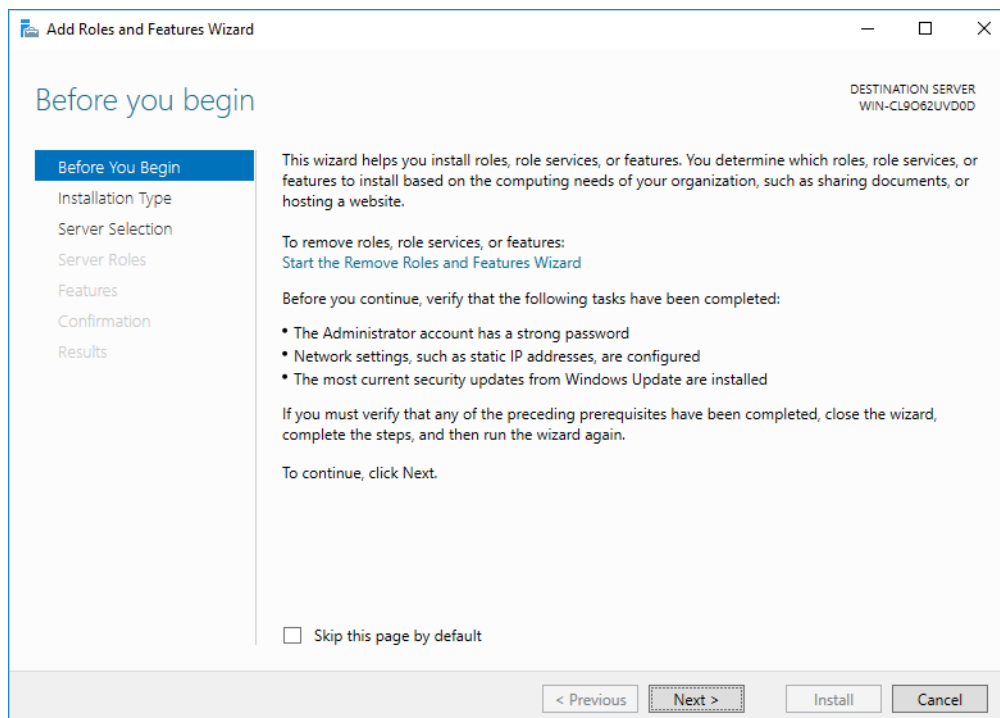 Add Roles and Features Wizard
Before you begin
DESTINATION SERVER
WIN-CL9O62UVD0D
Before You Begin
Installation Type
Server Selection
Server Roles
Features
Confirmation
Results
This wizard helps you install roles, role services, or features. You determine which roles, role services, or
features to install based on the computing needs of your organization, such as sharing documents, or
hosting a website.
To remove roles, role services, or features:
Start the Remove Roles and Features Wizard
Before you continue, verify that the following tasks have been completed:
• The Administrator account has a strong password
• Network settings, such as static IP addresses, are configured
• The most current security updates from Windows Update are installed
If you must verify that any of the preceding prerequisites have been completed, close the wizard,
complete the steps, and then run the wizard again.
To continue, click Next.
Skip this page by default
< Previous
Next >
Install
Cancel